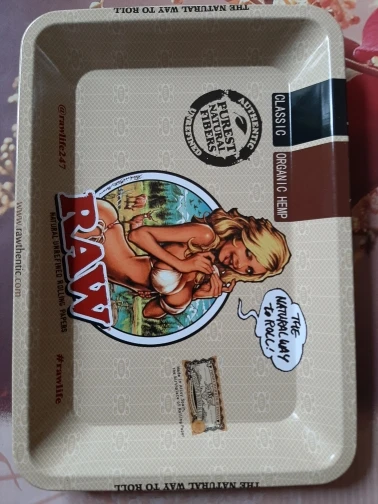 THE NATURAL WAY TO ROLL
CLASSIC ORGANIC HEMP
AUTHENTIC
PUREST
NATURAL
FIBERS
UNREFINED
@rawlife247
RAW
NATURAL UNREFINED ROLLING PAPERS
THE
NATURAL WAY
TO ROLL!
www.rawthentic.com
#rawlife
THE NATURAL WAY TO ROLL